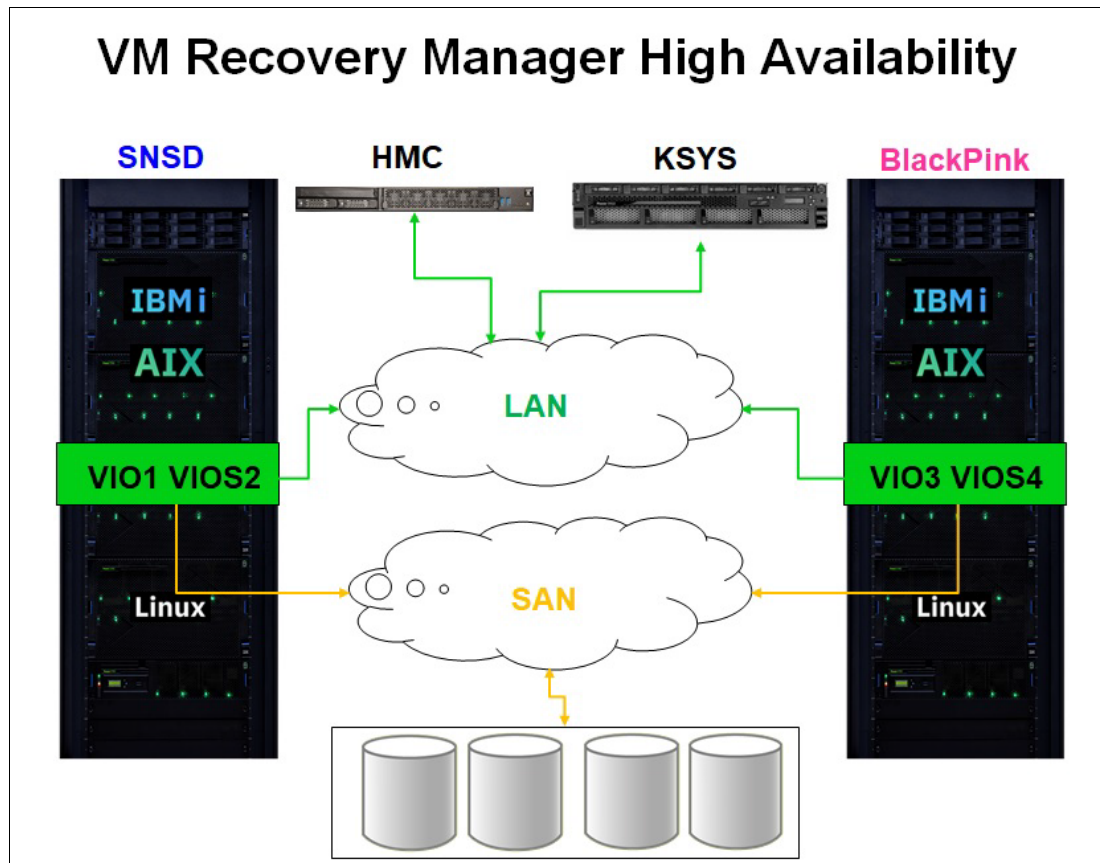 VM Recovery Manager High Availability
SNSD
HMC
KSYS
BlackPink
IBM i
AIX
IBM i
AIX
LAN
VIO1 VIOS2
VIO3 VIOS4
SAN
Linux
Linux